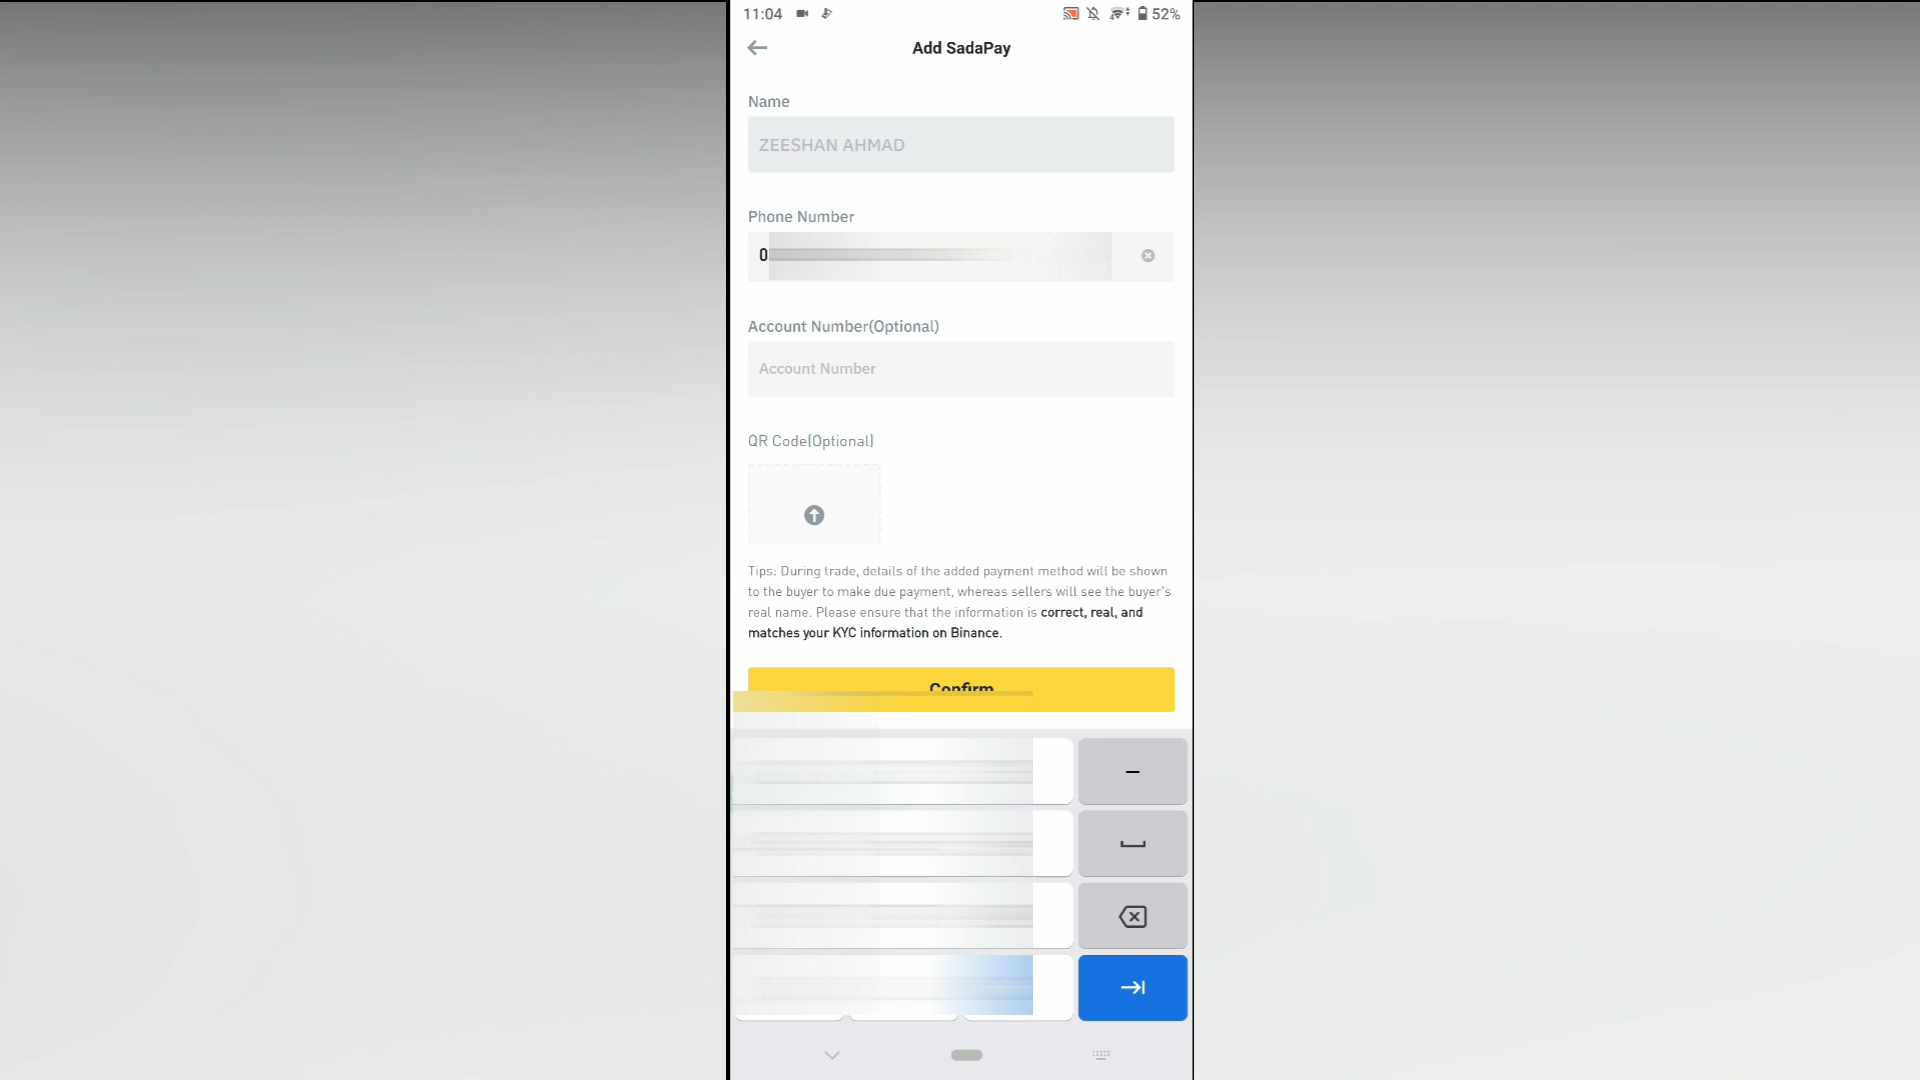 11:04
52%
Add SadaPay
Name
ZEESHAN AHMAD
Phone Number
0
Account Number(Optional)
Account Number
QR Code(Optional)
Tips: During trade, details of the added payment method will be shown
to the buyer to make due payment, whereas sellers will see the buyer's
real name. Please ensure that the information is correct, real, and
matches your KYC information on Binance.
Confirm